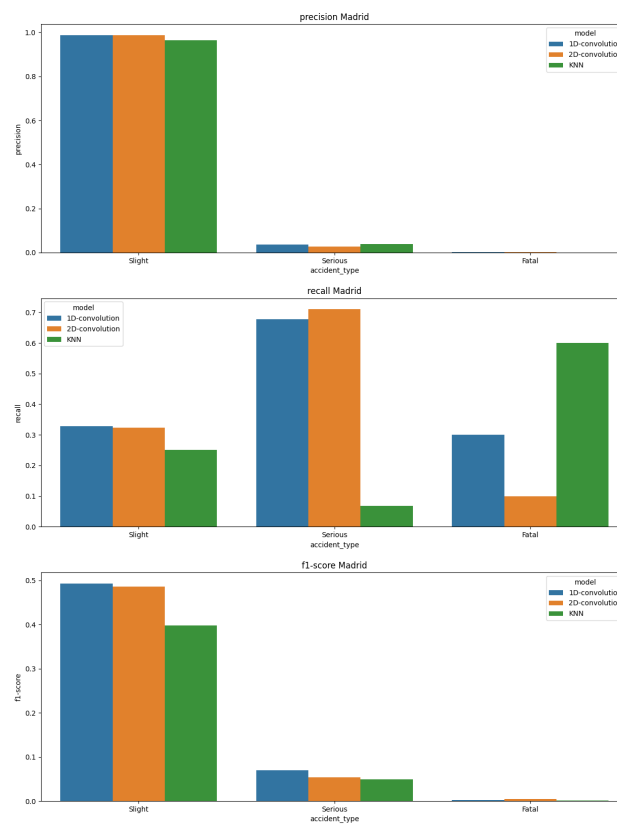 precision Madrid
model
1D-convolution
2D-convolution
KNN
precision
1.0
0.8
0.6
0.4
0.2
0.0
Slight
Serious
Fatal
accident_type
recall Madrid
model
1D-convolution
2D-convolution
KNN
recall
0.7
0.6
0.5
0.4
0.3
0.2
0.1
0.0
Slight
Serious
Fatal
accident_type
f1-score Madrid
model
1D-convolution
2D-convolution
KNN
f1-score
0.5
0.4
0.3
0.2
0.1
0.0
Slight
Serious
Fatal
accident_type